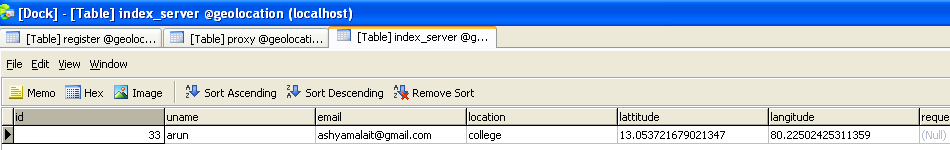 [Dock] - [Table] index_server @geolocation (localhost)
[Table] register @geoloc... [Table] proxy @geolocati... [Table] index_server @g...
File Edit View Window
Memo Hex Image Sort Ascending Sort Descending Remove Sort
id uname email location lattitude langitude reque
33 arun ashyamalait@gmail.com college 13.053721679021347 80.22502425311359 (Null)